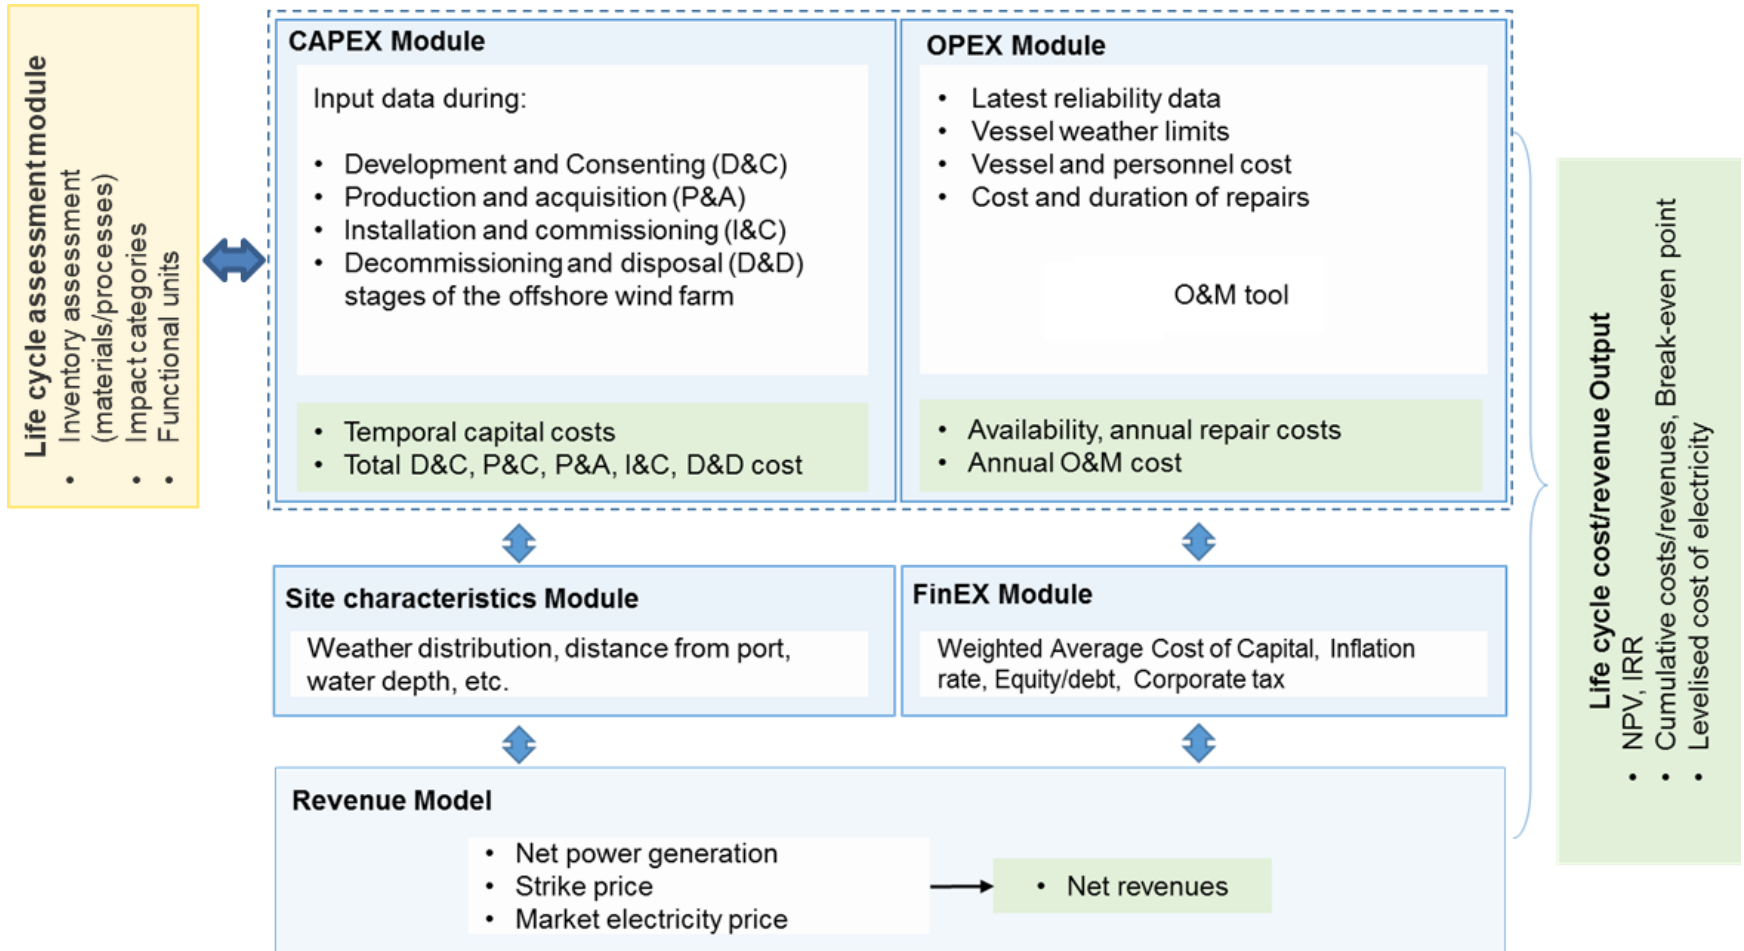 Life cycle assessment module
• Inventory assessment
(materials/processes)
• Impact categories
• Functional units
CAPEX Module
Input data during:
• Development and Consenting (D&C)
• Production and acquisition (P&A)
• Installation and commissioning (I&C)
• Decommissioning and disposal (D&D)
stages of the offshore wind farm
• Temporal capital costs
• Total D&C, P&C, P&A, I&C, D&D cost
OPEX Module
• Latest reliability data
• Vessel weather limits
• Vessel and personnel cost
• Cost and duration of repairs
O&M tool
• Availability, annual repair costs
• Annual O&M cost
Site characteristics Module
Weather distribution, distance from port,
water depth, etc.
FinEX Module
Weighted Average Cost of Capital, Inflation
rate, Equity/debt, Corporate tax
Revenue Model
• Net power generation
• Strike price
• Market electricity price
• Net revenues
Life cycle cost/revenue Output
• NPV, IRR
• Cumulative costs/revenues, Break-even point
• Levelised cost of electricity